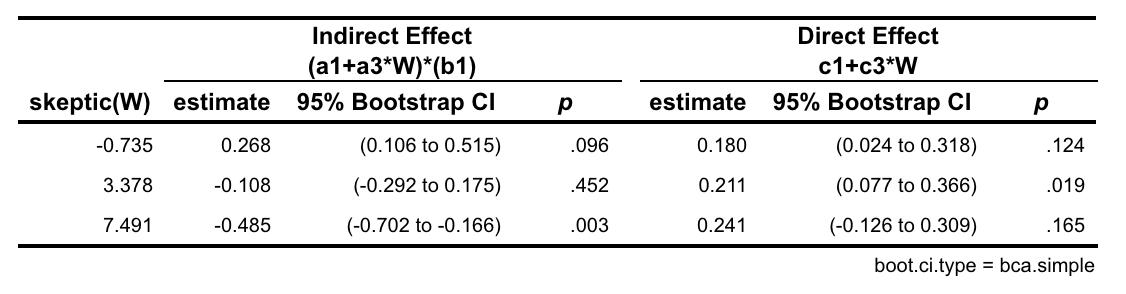 Indirect Effect Direct Effect
(a1+a3*W)*(b1) c1+c3*W
skeptic(W) estimate 95% Bootstrap CI p estimate 95% Bootstrap CI p
-0.735 0.268 (0.106 to 0.515) .096 0.180 (0.024 to 0.318) .124
3.378 -0.108 (-0.292 to 0.175) .452 0.211 (0.077 to 0.366) .019
7.491 -0.485 (-0.702 to -0.166) .003 0.241 (-0.126 to 0.309) .165
boot.ci.type = bca.simple